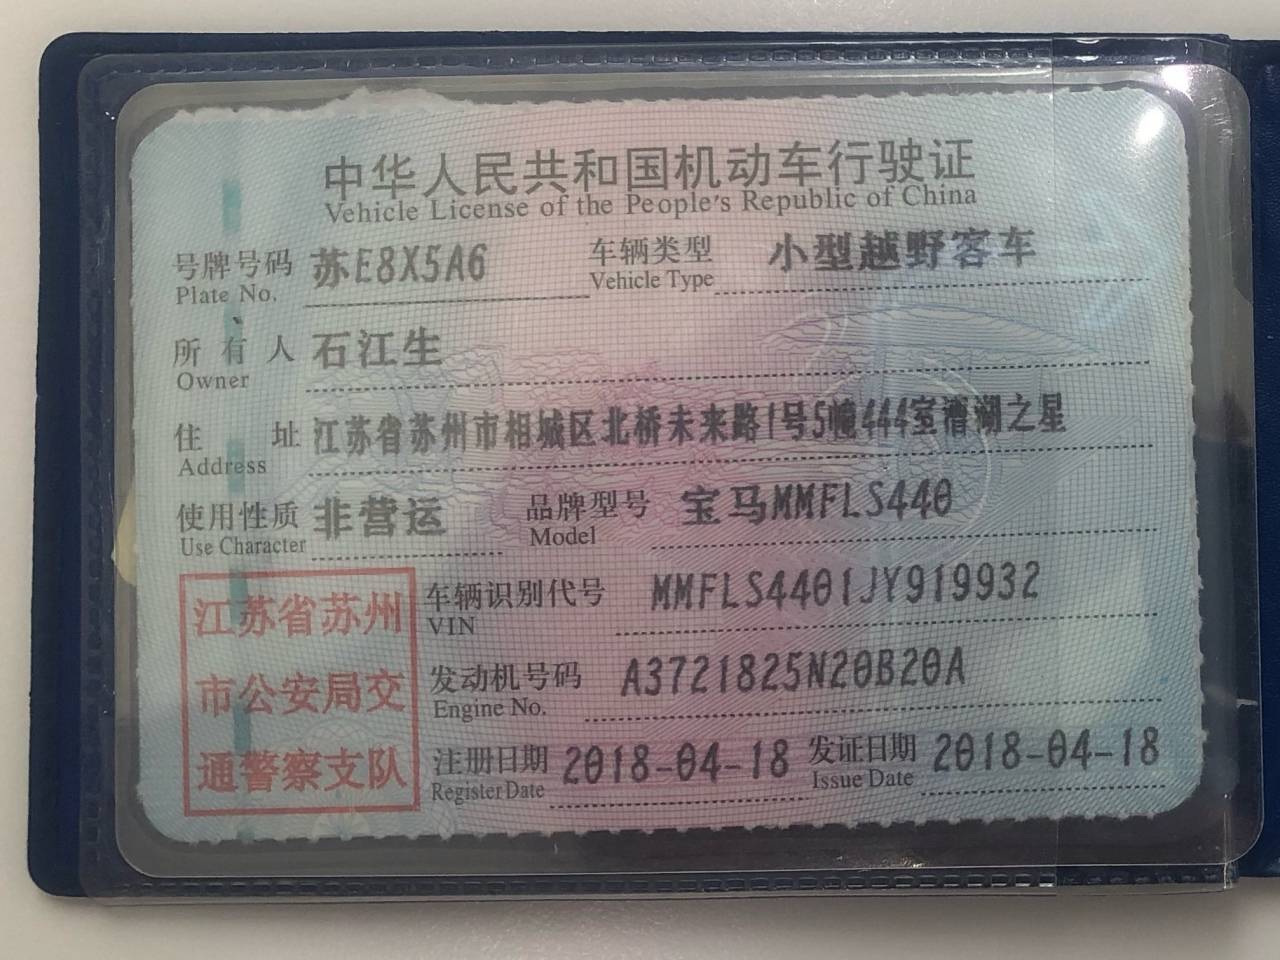 中华人民共和国机动车行驶证
Vehicle License of the People's Republic of China
号牌号码 苏E8X5A6 车辆类型 小型越野客车
Plate No. Vehicle Type
所有人 石江生
Owner
住址 江苏省苏州市相城区北桥未来路1号5幢444室漕湖之星
Address
使用性质 非营运 品牌型号 宝马MMFLS440
Use Character Model
车辆识别代号 MMFLS4401JY919932
VIN
发动机号码 A3721825N20B20A
Engine No.
注册日期 2018-04-18 发证日期 2018-04-18
Register Date Issue Date
江苏省苏州
市公安局交
通警察支队